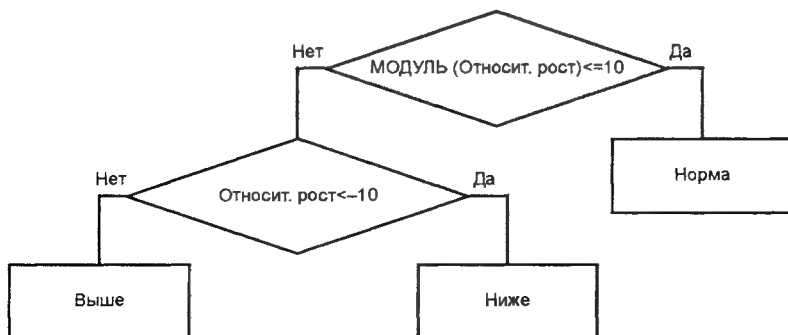 Нет
Да
МОДУЛЬ (Относит. рост)<=10
Нет
Да
Норма
Относит. рост<–10
Выше
Ниже